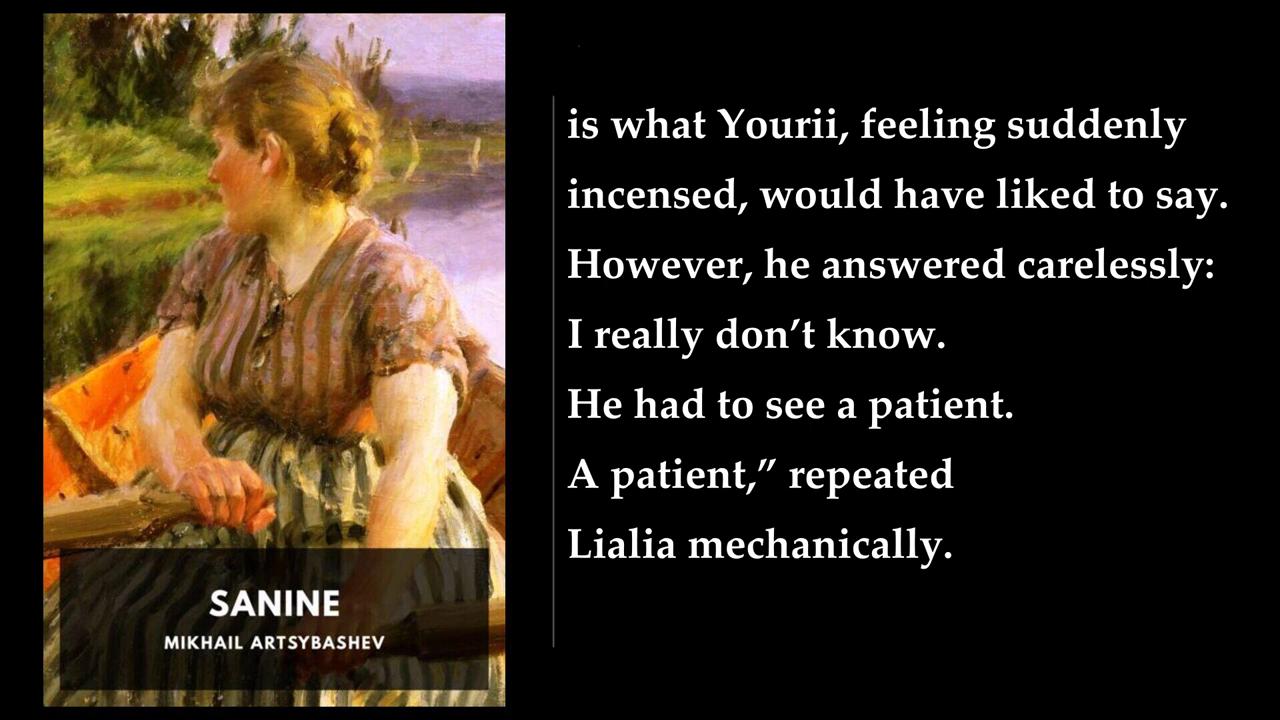 is what Yourii, feeling suddenly
incensed, would have liked to say.
However, he answered carelessly:
I really don’t know.
He had to see a patient.
A patient,” repeated
Lialia mechanically.
SANINE
MIKHAIL ARTSYBASHEV